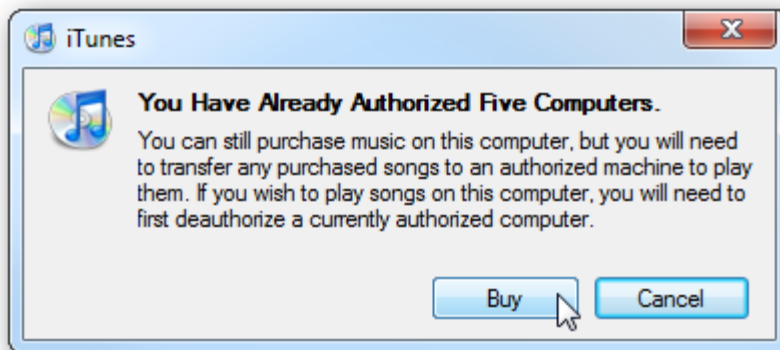 iTunes
You Have Already Authorized Five Computers.
You can still purchase music on this computer, but you will need
to transfer any purchased songs to an authorized machine to play
them. If you wish to play songs on this computer, you will need to
first deauthorize a currently authorized computer.
Buy Cancel